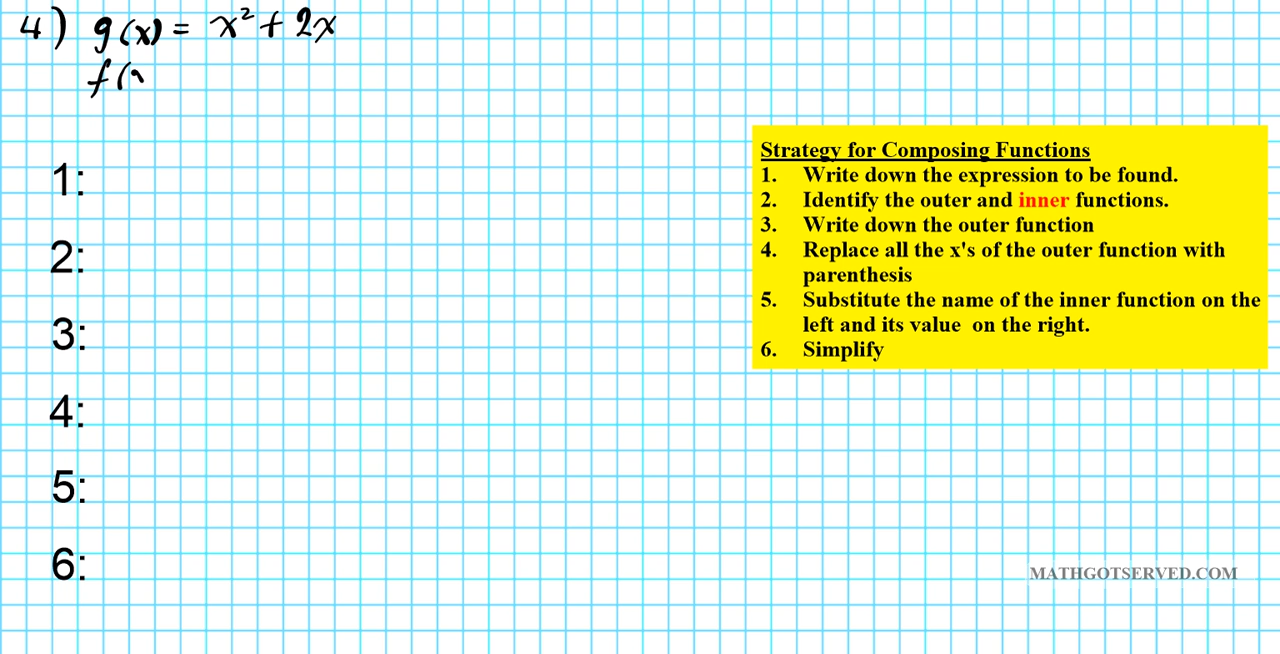 4) g(x) = x² + 2x
f(
1:
2:
3:
4:
5:
6:
Strategy for Composing Functions
1. Write down the expression to be found.
2. Identify the outer and inner functions.
3. Write down the outer function
4. Replace all the x's of the outer function with
parenthesis
5. Substitute the name of the inner function on the
left and its value on the right.
6. Simplify
MATHGOTSERVED.COM